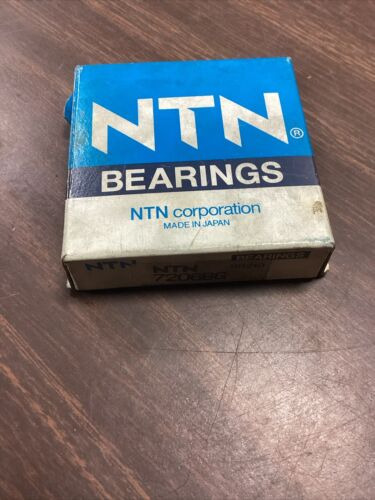 NTN®
BEARINGS
NTN corporation
MADE IN JAPAN
NTN
NTN
7206BG
BEARINGS